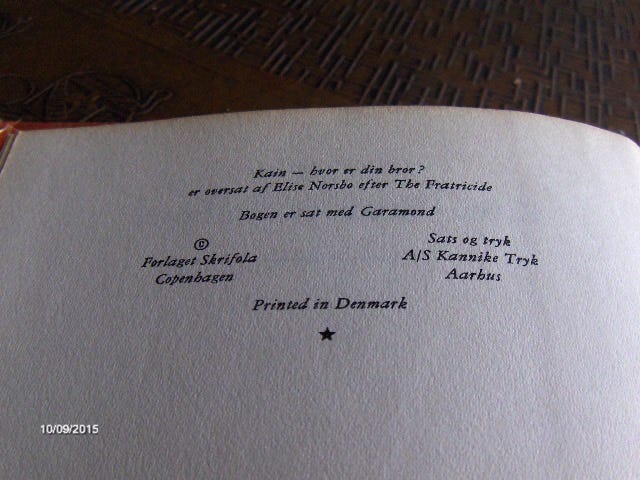 Kain — hvor er din bror?
er oversat af Elise Norsbo efter The Fratricide
Bogen er sat med Garamond
©
Forlaget Skrifola
Copenhagen
Sats og tryk
A/S Kannike Tryk
Aarhus
Printed in Denmark
★
10/09/2015